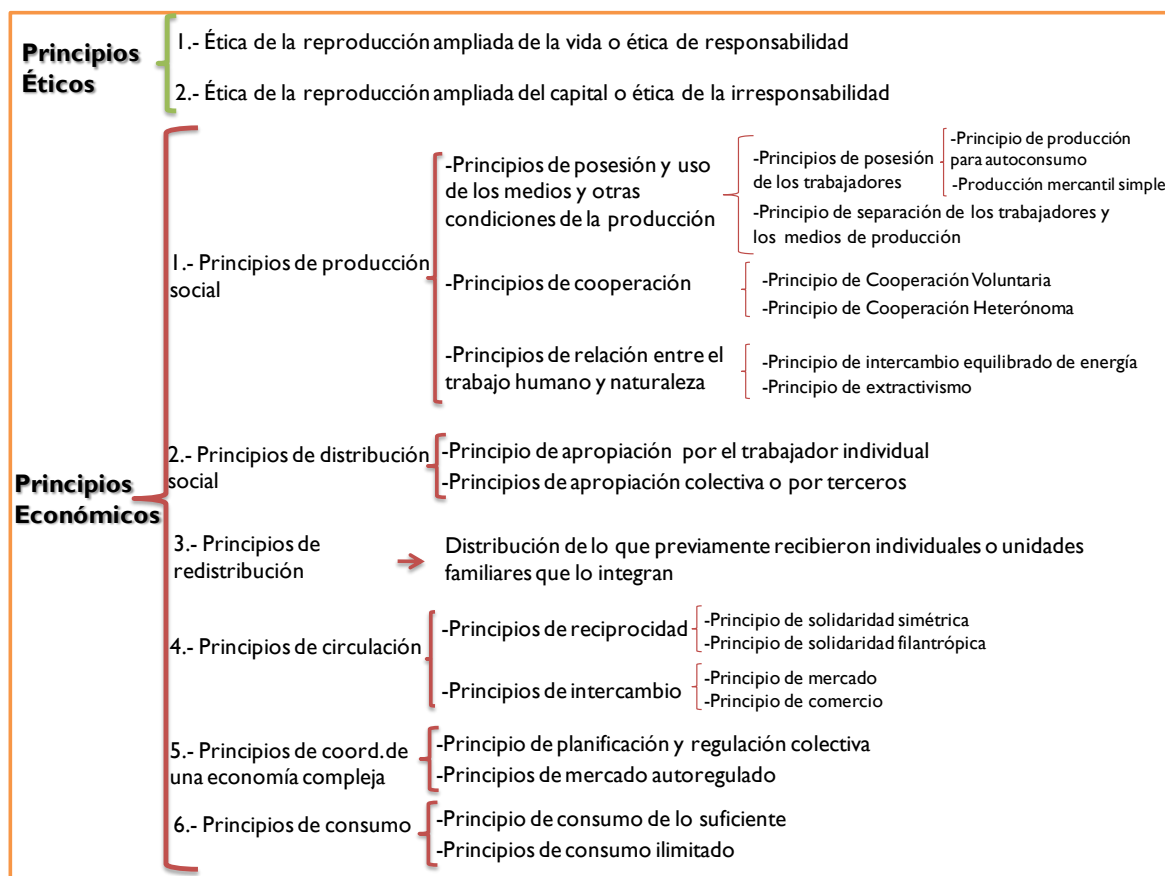 Principios
Éticos
1.- Ética de la reproducción ampliada de la vida o ética de responsabilidad
2.- Ética de la reproducción ampliada del capital o ética de la irresponsabilidad
Principios
Económicos
1.- Principios de producción
social
-Principios de posesión y uso
de los medios y otras
condiciones de la producción
-Principios de posesión
de los trabajadores
-Principio de producción
para autoconsumo
-Producción mercantil simple
-Principio de separación de los trabajadores y
los medios de producción
-Principios de cooperación
-Principio de Cooperación Voluntaria
-Principio de Cooperación Heterónoma
-Principios de relación entre el
trabajo humano y naturaleza
-Principio de intercambio equilibrado de energía
-Principio de extractivismo
2.- Principios de distribución
social
-Principio de apropiación por el trabajador individual
-Principios de apropiación colectiva o por terceros
3.- Principios de
redistribución
Distribución de lo que previamente recibieron individuales o unidades
familiares que lo integran
4.- Principios de circulación
-Principios de reciprocidad
-Principio de solidaridad simétrica
-Principio de solidaridad filantrópica
-Principios de intercambio
-Principio de mercado
-Principio de comercio
5.- Principios de coord. de
una economía compleja
-Principio de planificación y regulación colectiva
-Principios de mercado autoregulado
6.- Principios de consumo
-Principio de consumo de lo suficiente
-Principios de consumo ilimitado